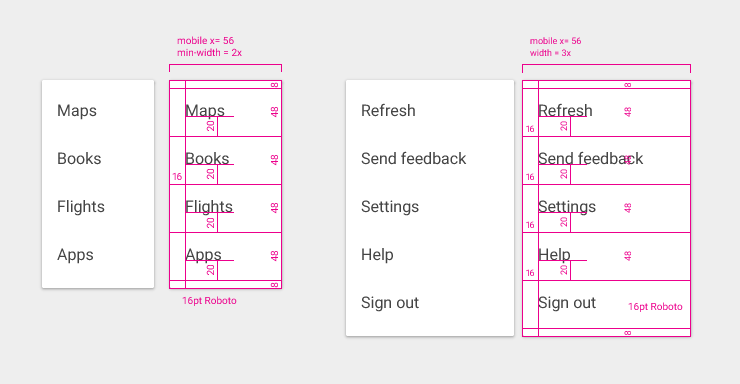 mobile x= 56
min-width = 2x
Maps
Books
Flights
Apps
8
Maps
48
20
Books
48
16
20
Flights
48
20
Apps
48
20
8
16pt Roboto
mobile x= 56
width = 3x
Refresh
Send feedback
Settings
Help
Sign out
8
Refresh
48
16
20
Send feedback
48
16
20
Settings
48
16
20
Help
48
16
20
Sign out
16pt Roboto
8